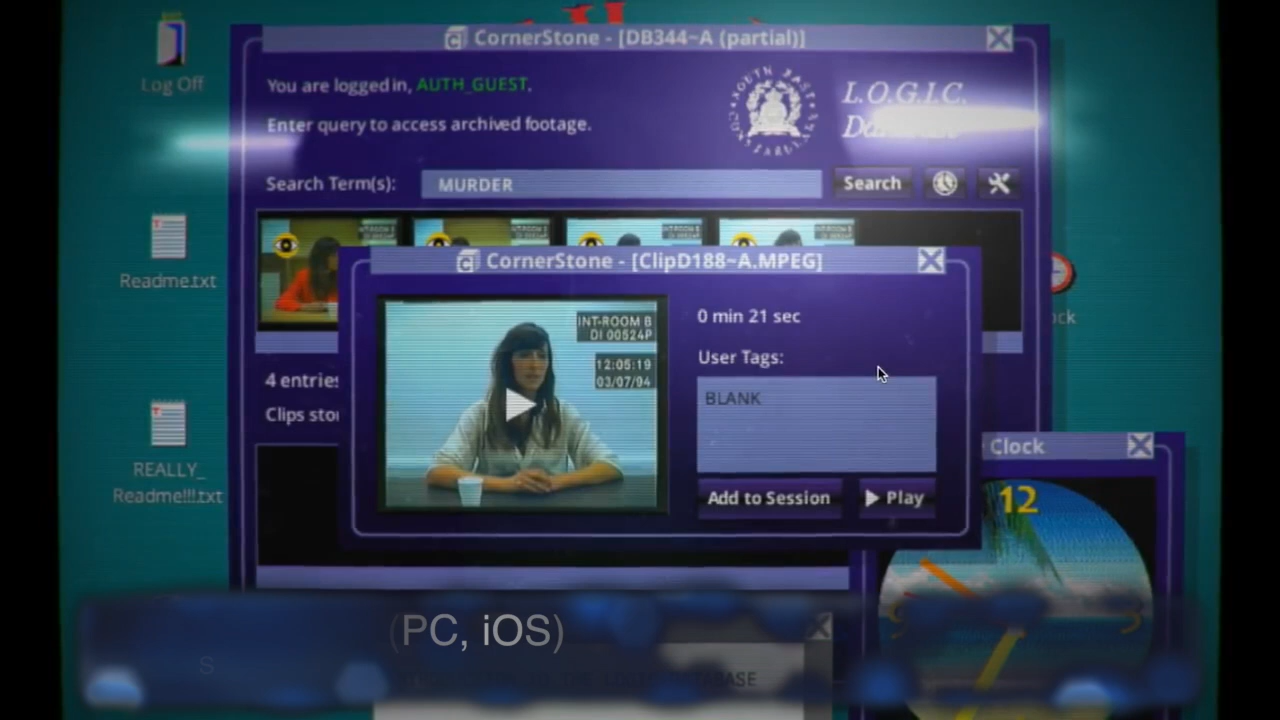 CornerStone - [DB344~A (partial)]
Log Off
You are logged in, AUTH_GUEST.
Enter query to access archived footage.
L.O.G.I.C.
Search Term(s):
MURDER
Search
Readme.txt
CornerStone - [ClipD188~A.MPEG]
INT-ROOM B
DI 00524P
12:05:19
03/07/04
0 min 21 sec
User Tags:
BLANK
4 entries
Add to Session
Play
REALLY_
Readme!!!.txt
Clock
12
(PC, iOS)
S